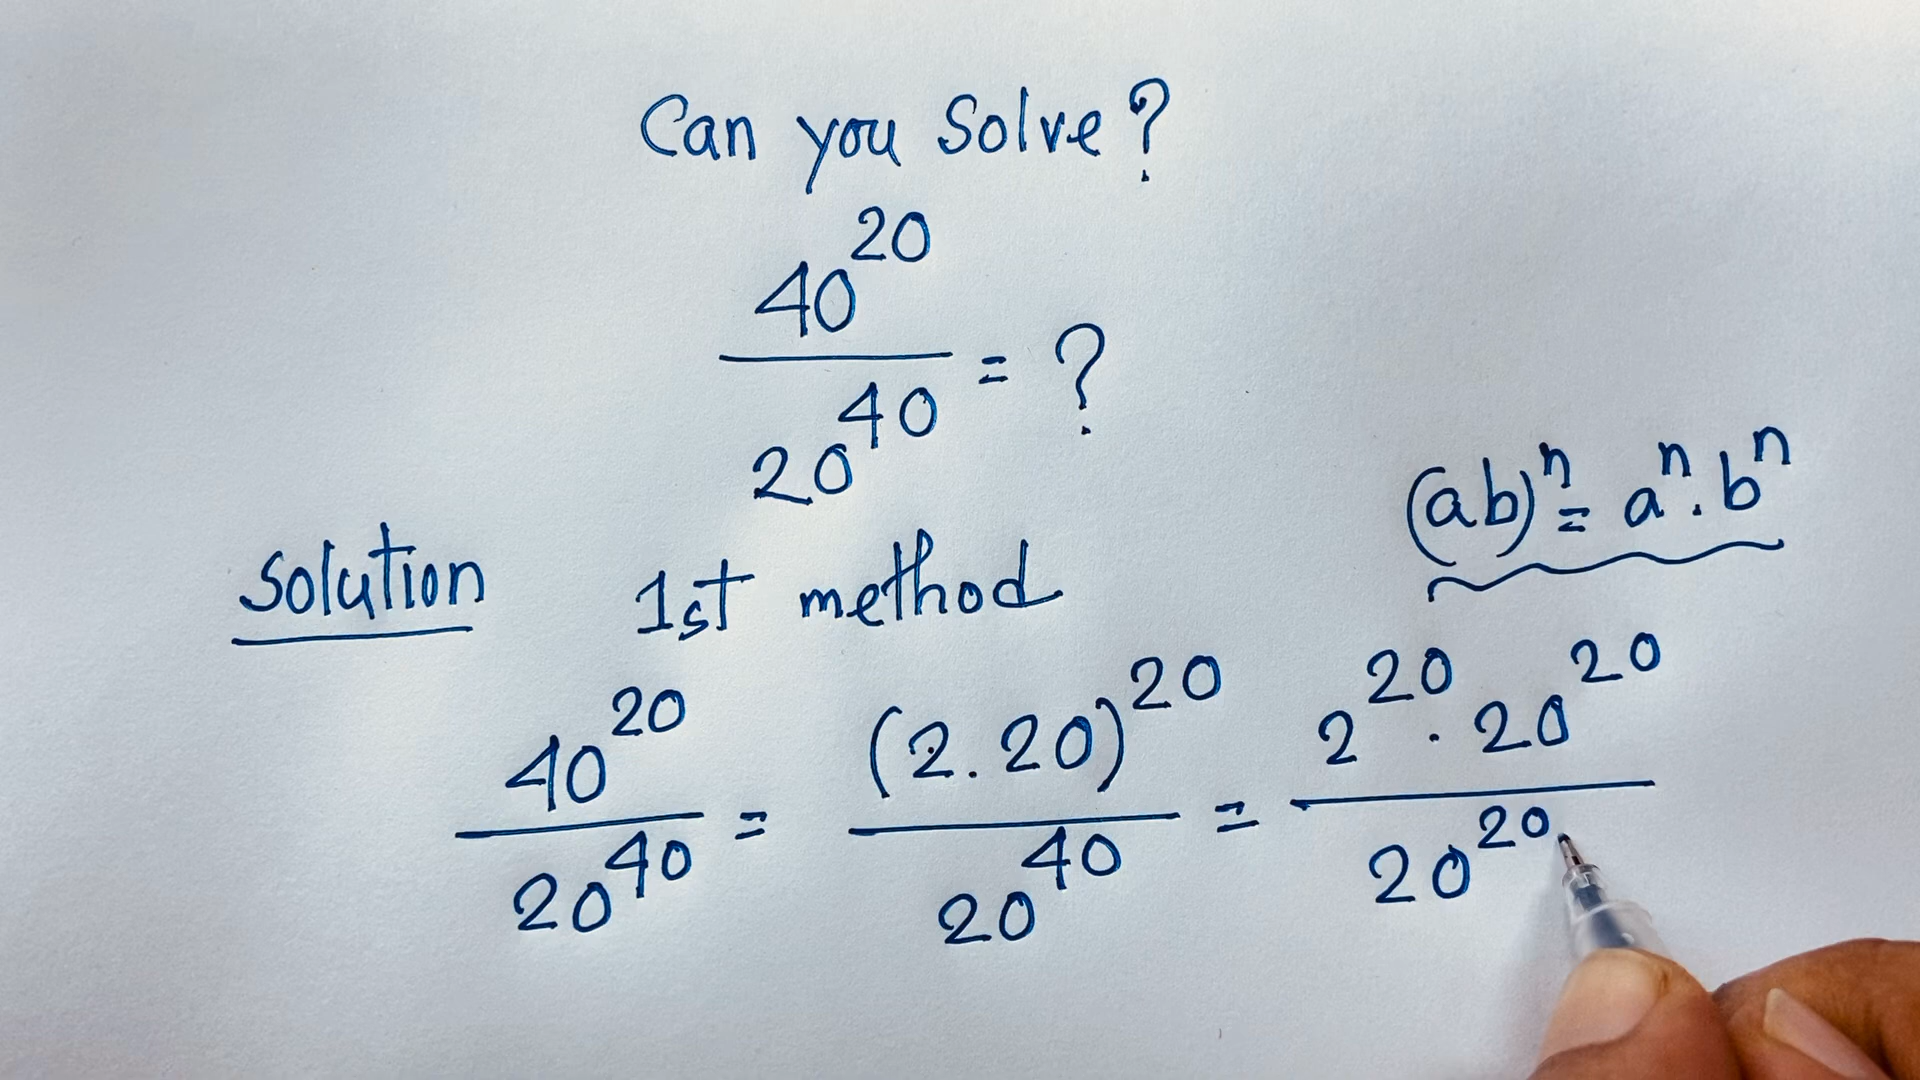 Can you Solve?
40^20 / 20^40 = ?
(ab)^n = a^n . b^n
Solution 1st method
40^20 / 20^40 = (2.20)^20 / 20^40 = 2^20 . 20^20 / 20^20